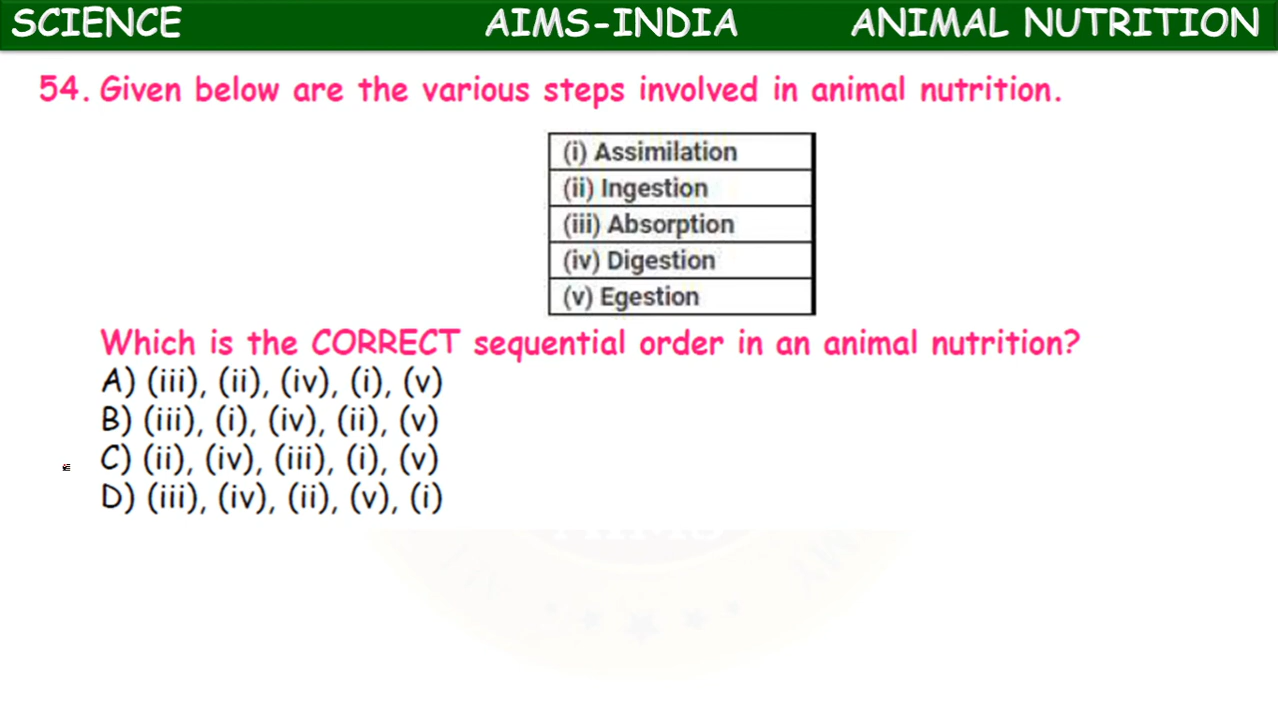 SCIENCE AIMS-INDIA ANIMAL NUTRITION
54. Given below are the various steps involved in animal nutrition.
(i) Assimilation
(ii) Ingestion
(iii) Absorption
(iv) Digestion
(v) Egestion
Which is the CORRECT sequential order in an animal nutrition?
A) (iii), (ii), (iv), (i), (v)
B) (iii), (i), (iv), (ii), (v)
C) (ii), (iv), (iii), (i), (v)
D) (iii), (iv), (ii), (v), (i)